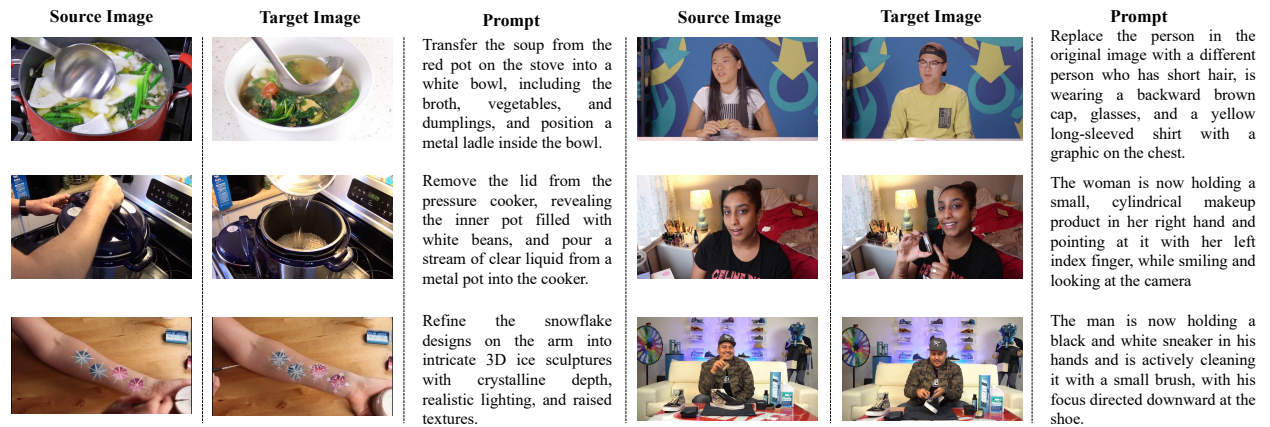 Source Image
Target Image
Prompt
Transfer the soup from the
red pot on the stove into a
white bowl, including the
broth, vegetables, and
dumplings, and position a
metal ladle inside the bowl.
Remove the lid from the
pressure cooker, revealing
the inner pot filled with
white beans, and pour a
stream of clear liquid from a
metal pot into the cooker.
Refine the snowflake
designs on the arm into
intricate 3D ice sculptures
with crystalline depth,
realistic lighting, and raised
textures.
Source Image
Target Image
Prompt
Replace the person in the
original image with a different
person who has short hair, is
wearing a backward brown
cap, glasses, and a yellow
long-sleeved shirt with a
graphic on the chest.
The woman is now holding a
small, cylindrical makeup
product in her right hand and
pointing at it with her left
index finger, while smiling and
looking at the camera
The man is now holding a
black and white sneaker in his
hands and is actively cleaning
it with a small brush, with his
focus directed downward at the
shoe.